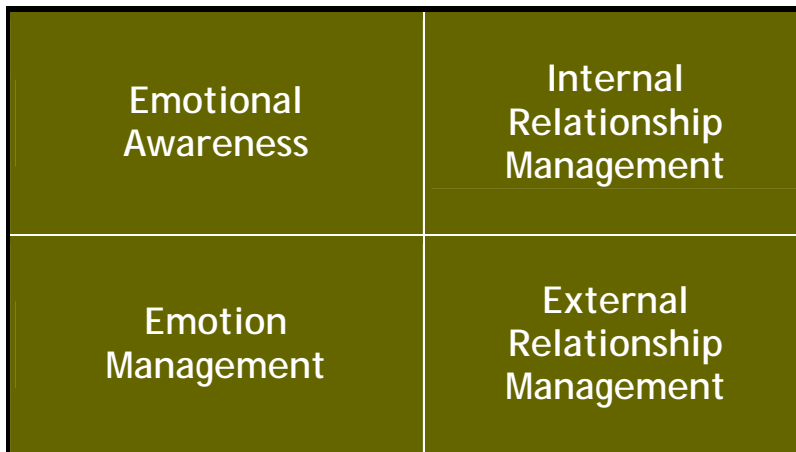 Emotional
Awareness
Internal
Relationship
Management
Emotion
Management
External
Relationship
Management